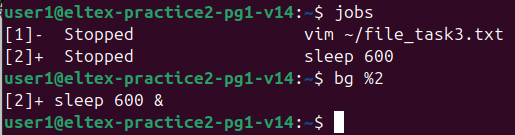 user1@eltex-practice2-pg1-v14:~$ jobs
[1]-  Stopped                 vim ~/file_task3.txt
[2]+  Stopped                 sleep 600
user1@eltex-practice2-pg1-v14:~$ bg %2
[2]+ sleep 600 &
user1@eltex-practice2-pg1-v14:~$